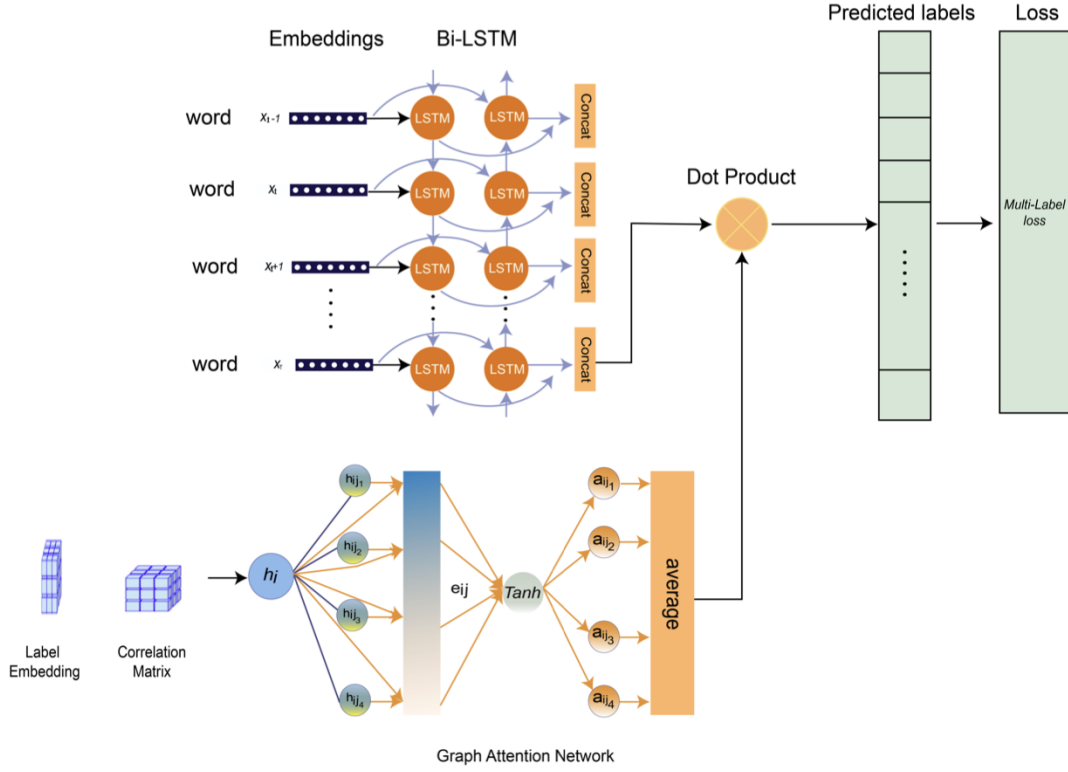 Predicted labels
Loss
Embeddings
Bi-LSTM
word
Xt-1
LSTM
LSTM
Concat
word
Xt
LSTM
LSTM
Concat
Dot Product
Multi-Label
loss
word
Xt+1
LSTM
LSTM
Concat
word
LSTM
LSTM
Concat
hij1
hij2
hi
hij3
hij4
eij
Tanh
aij1
aij2
aij3
aij4
average
Label
Embedding
Correlation
Matrix
Graph Attention Network